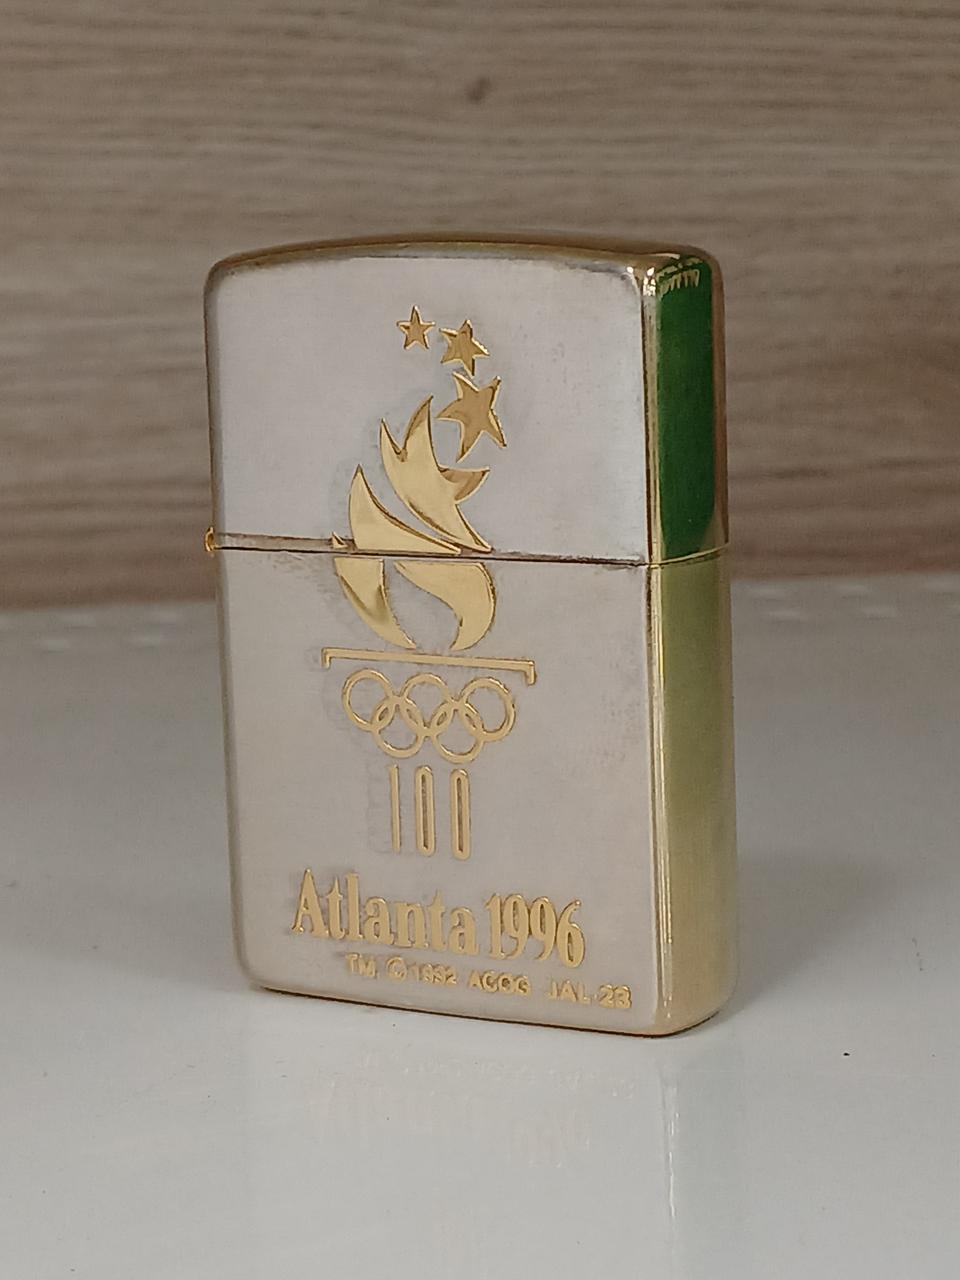 100
Atlanta 1996
TM, © 1992 ACOG JAL-23